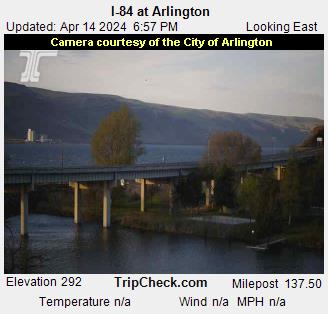 I-84 at Arlington
Updated: Apr 14 2024 6:57 PM Looking East
Camera courtesy of the City of Arlington
Elevation 292 TripCheck.com Milepost 137.50
Temperature n/a Wind n/a MPH n/a